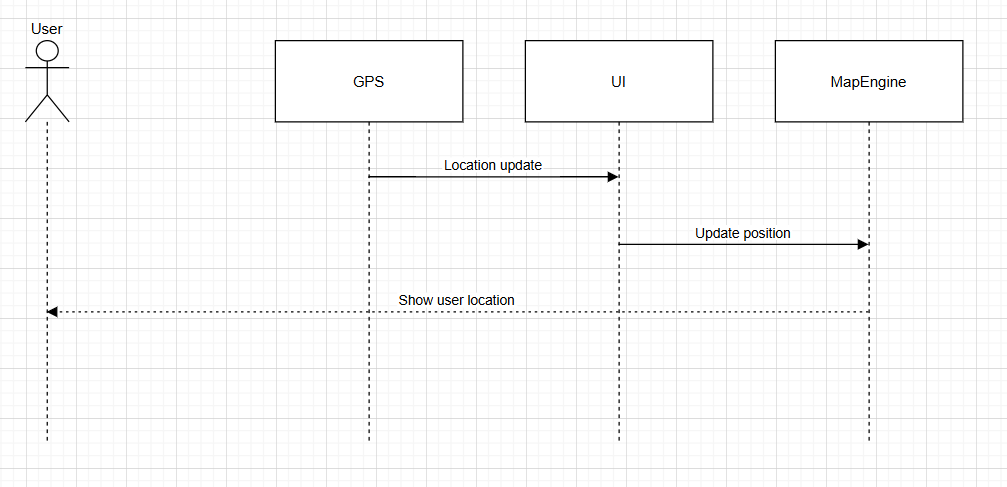 User
GPS
UI
MapEngine
Location update
Update position
Show user location